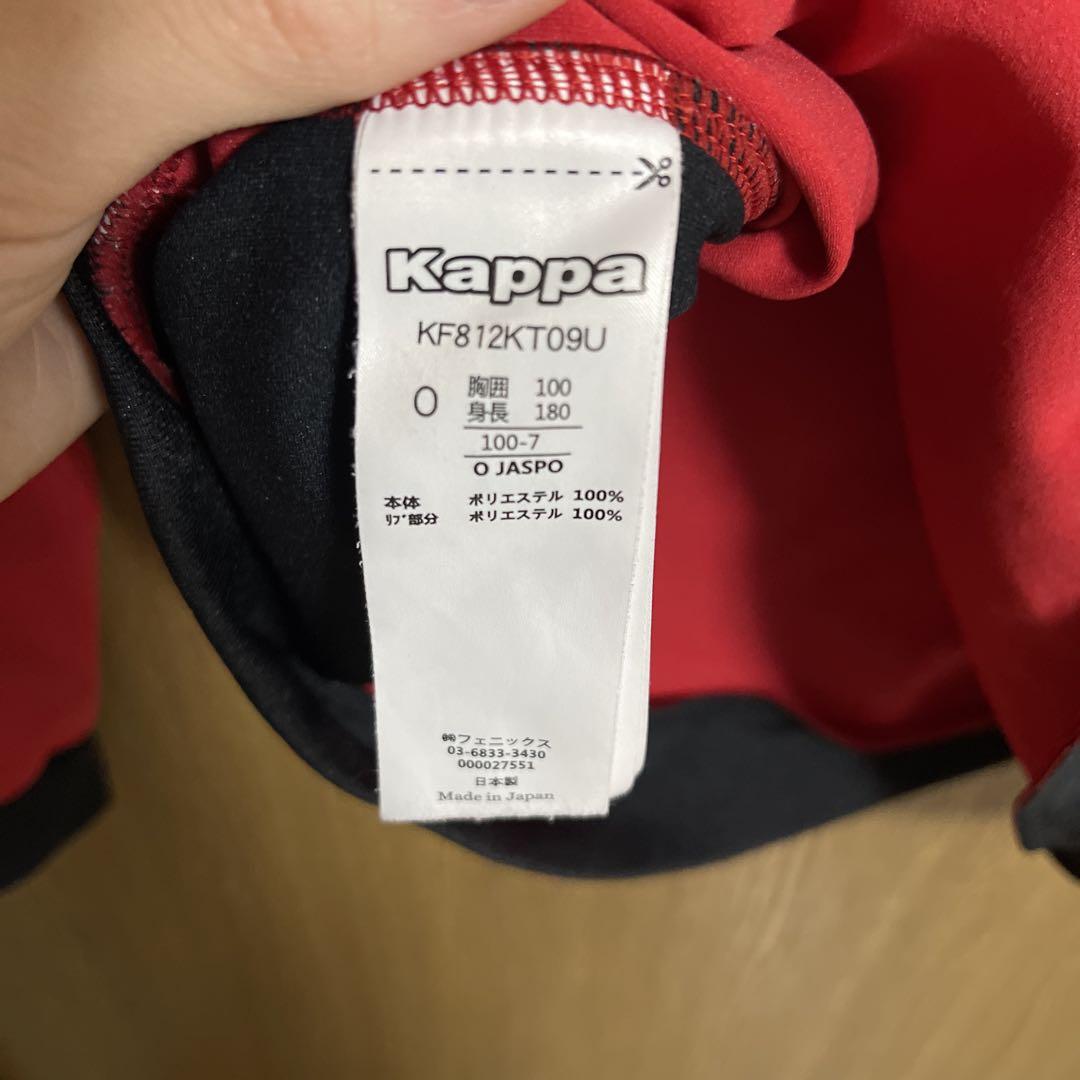 Kappa
KF812KT09U
O
胸囲 100
身長 180
100-7
O JASPO
本体 ポリエステル 100%
ﾘﾌﾞ部分 ポリエステル 100%
㈱フェニックス
03-6833-3430
000027551
日本製
Made in Japan